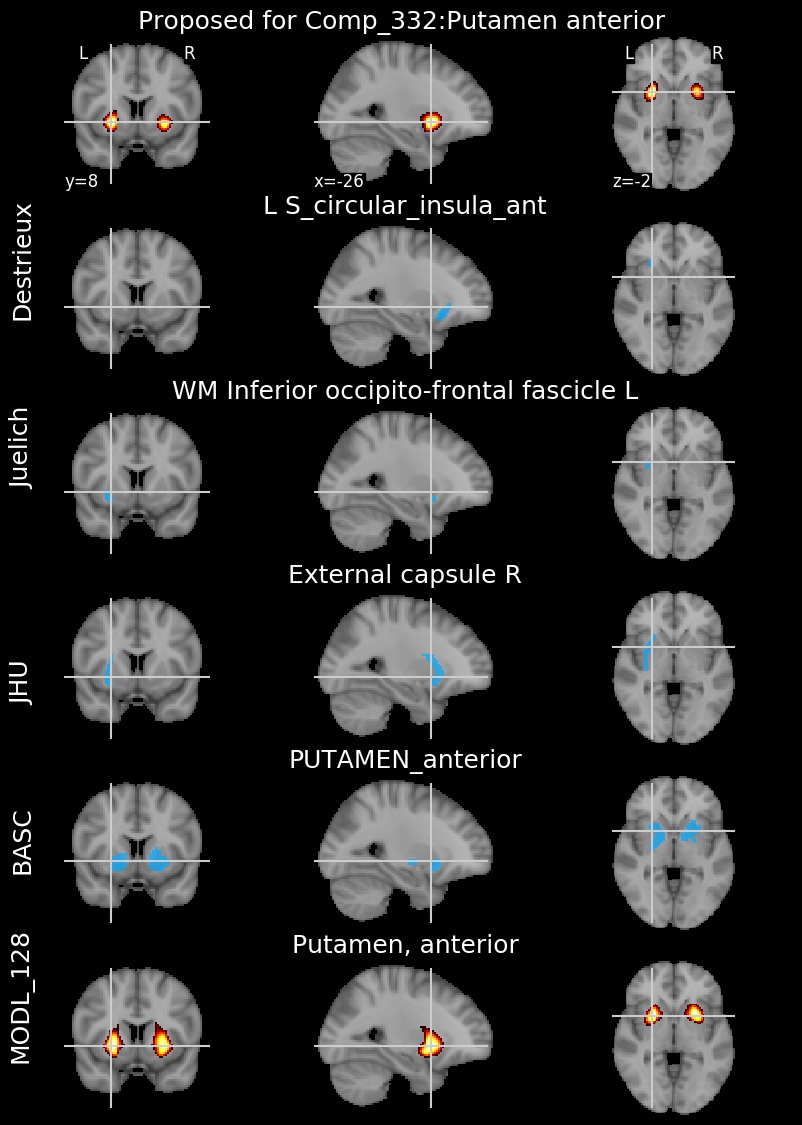 Proposed for Comp_332:Putamen anterior
L R
L R
y=8
x=-26
z=-2
L S_circular_insula_ant
Destrieux
WM Inferior occipito-frontal fascicle L
Juelich
External capsule R
JHU
PUTAMEN_anterior
BASC
Putamen, anterior
MODL_128